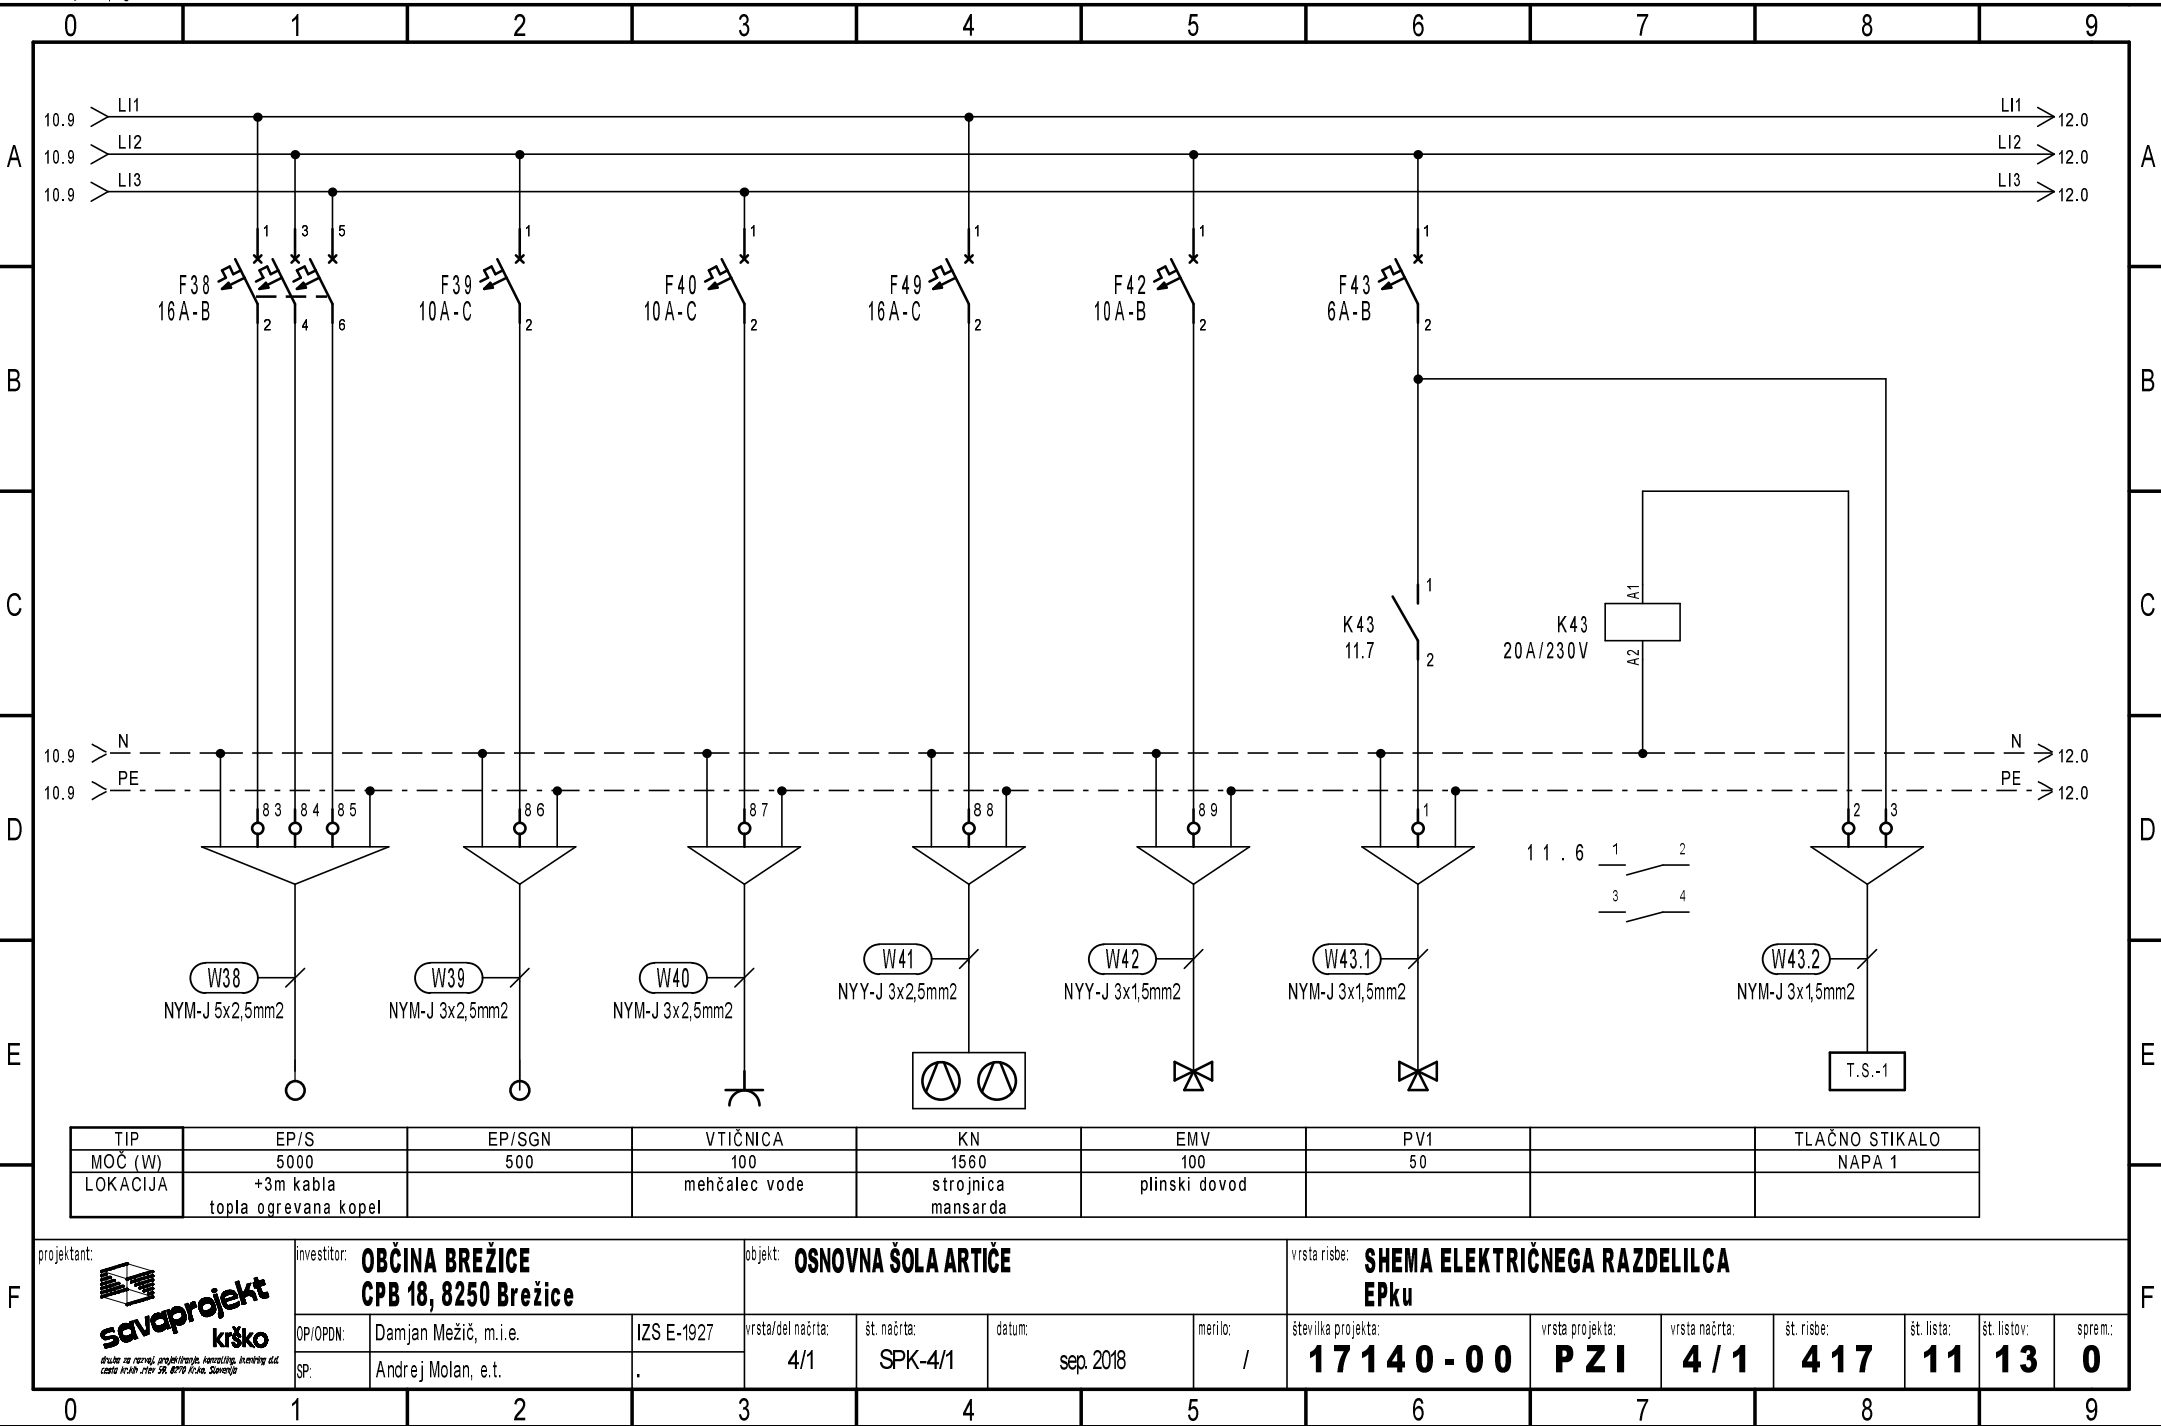 0 1 2 3 4 5 6 7 8 9
10.9 LI1 LI1 12.0
A 10.9 LI2 LI2 12.0 A
10.9 LI3 LI3 12.0
1 3 5 1 1 1 1 1
F38 F39 F40 F49 F42 F43
16A-B 10A-C 10A-C 16A-C 10A-B 6A-B
2 4 6 2 2 2 2 2
B B
1 A1
C C
K43 K43
11.7 20A/230V
2 A2
10.9 N N 12.0
10.9 PE PE 12.0
83 84 85 86 87 88 89 1 2 3
D D
11.6 1 2
3 4
W38 W39 W40 W41 W42 W43.1 W43.2
NYM-J 5x2,5mm2 NYM-J 3x2,5mm2 NYM-J 3x2,5mm2 NYY-J 3x2,5mm2 NYY-J 3x1,5mm2 NYM-J 3x1,5mm2 NYM-J 3x1,5mm2
E E
T.S.-1
TIP EP/S EP/SGN VTIČNICA KN EMV PV1 TLAČNO STIKALO
MOČ (W) 5000 500 100 1560 100 50 NAPA 1
LOKACIJA +3m kabla mehčalec vode strojnica plinski dovod
topla ogrevana kopel mansarda
projektant: investitor: OBČINA BREŽICE objekt: OSNOVNA ŠOLA ARTIČE vrsta risbe: SHEMA ELEKTRIČNEGA RAZDELILCA
CPB 18, 8250 Brežice EPku
F F
savaprojekt
krško
OP/OPDN: Damjan Mežič, m.i.e. IZS E-1927
SP: Andrej Molan, e.t. .
vrsta/del načrta: št. načrta: datum: merilo: številka projekta: vrsta projekta: vrsta načrta: št. risbe: št. lista: št. listov: sprem.:
4/1 SPK-4/1 sep. 2018 / 17140-00 PZI 4/1 417 11 13 0
0 1 2 3 4 5 6 7 8 9